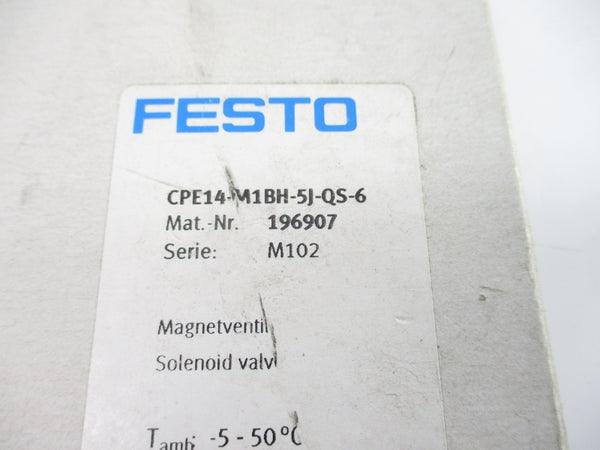 FESTO
CPE14-M1BH-5J-QS-6
Mat.-Nr. 196907
Serie: M102
Magnetventil
Solenoid valv
Tamb: -5 - 50 °C